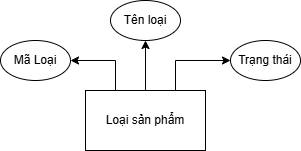 Tên loại
Mã Loại
Trạng thái
Loại sản phẩm